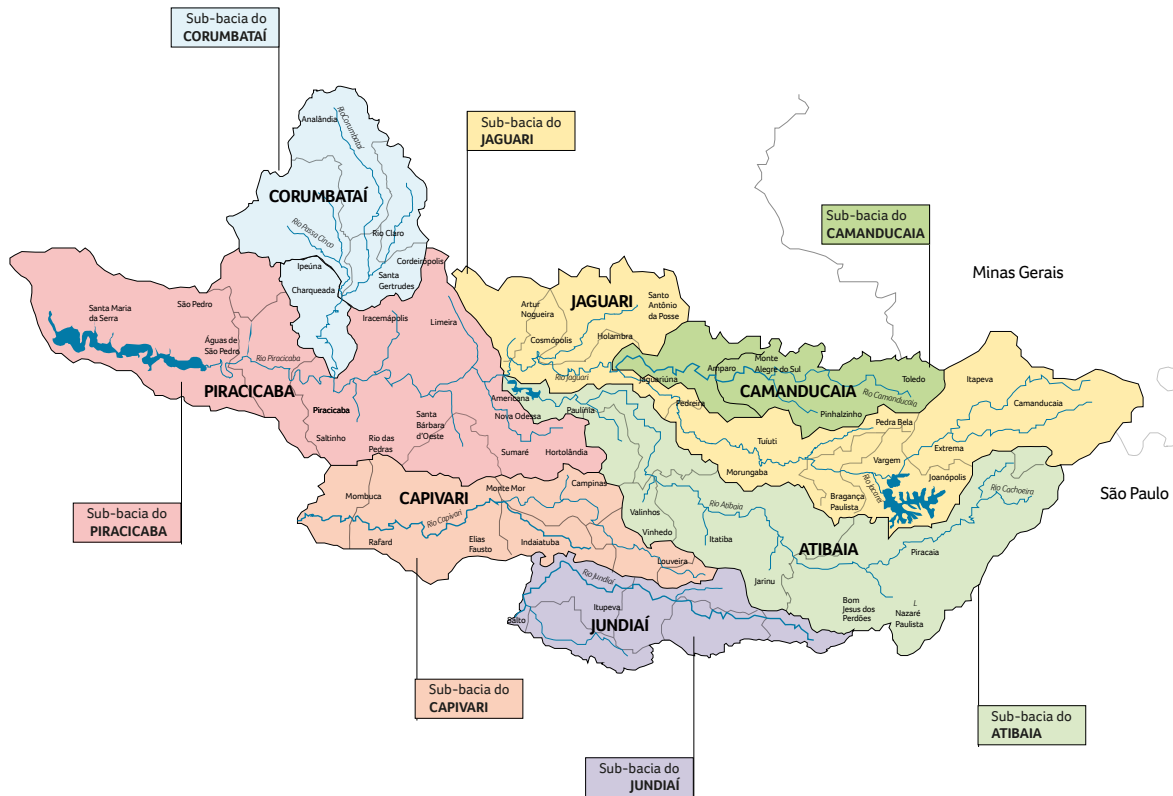 Sub-bacia do
CORUMBATAÍ
Sub-bacia do
JAGUARI
Sub-bacia do
CAMANDUCAIA
Minas Gerais
São Paulo
Sub-bacia do
PIRACICABA
Sub-bacia do
CAPIVARI
Sub-bacia do
JUNDIAÍ
Sub-bacia do
ATIBAIA
CORUMBATAÍ
Analândia
Rio Corumbataí
Rio Passa Cinco
Rio Claro
Cordeirópolis
Ipeúna
Santa
Gertrudes
Charqueada
PIRACICABA
Santa Maria
da Serra
São Pedro
Águas de
São Pedro
Rio Piracicaba
Iracemápolis
Limeira
Piracicaba
Saltinho
Rio das
Pedras
Santa
Bárbara
d'Oeste
Americana
Nova Odessa
Sumaré
Hortolândia
JAGUARI
Artur
Nogueira
Santo
Antônio
da Posse
Cosmópolis
Holambra
Rio Jaguari
Jaguariúna
Pedreira
Tuiuti
Morungaba
Pedra Bela
Vargem
Bragança
Paulista
Rio Jacareí
Joanópolis
Extrema
Camanducaia
Itapeva
CAMANDUCAIA
Amparo
Monte
Alegre do Sul
Toledo
Rio Camanducaia
Pinhalzinho
ATIBAIA
Paulínia
Rio Atibaia
Valinhos
Vinhedo
Itatiba
Jarinu
Bom
Jesus dos
Perdões
L
Nazaré
Paulista
Piracaia
Rio Cachoeira
CAPIVARI
Mombuca
Monte Mor
Campinas
Rio Capivari
Rafard
Elias
Fausto
Indaiatuba
Louveira
JUNDIAÍ
Rio Jundiaí
Itupeva